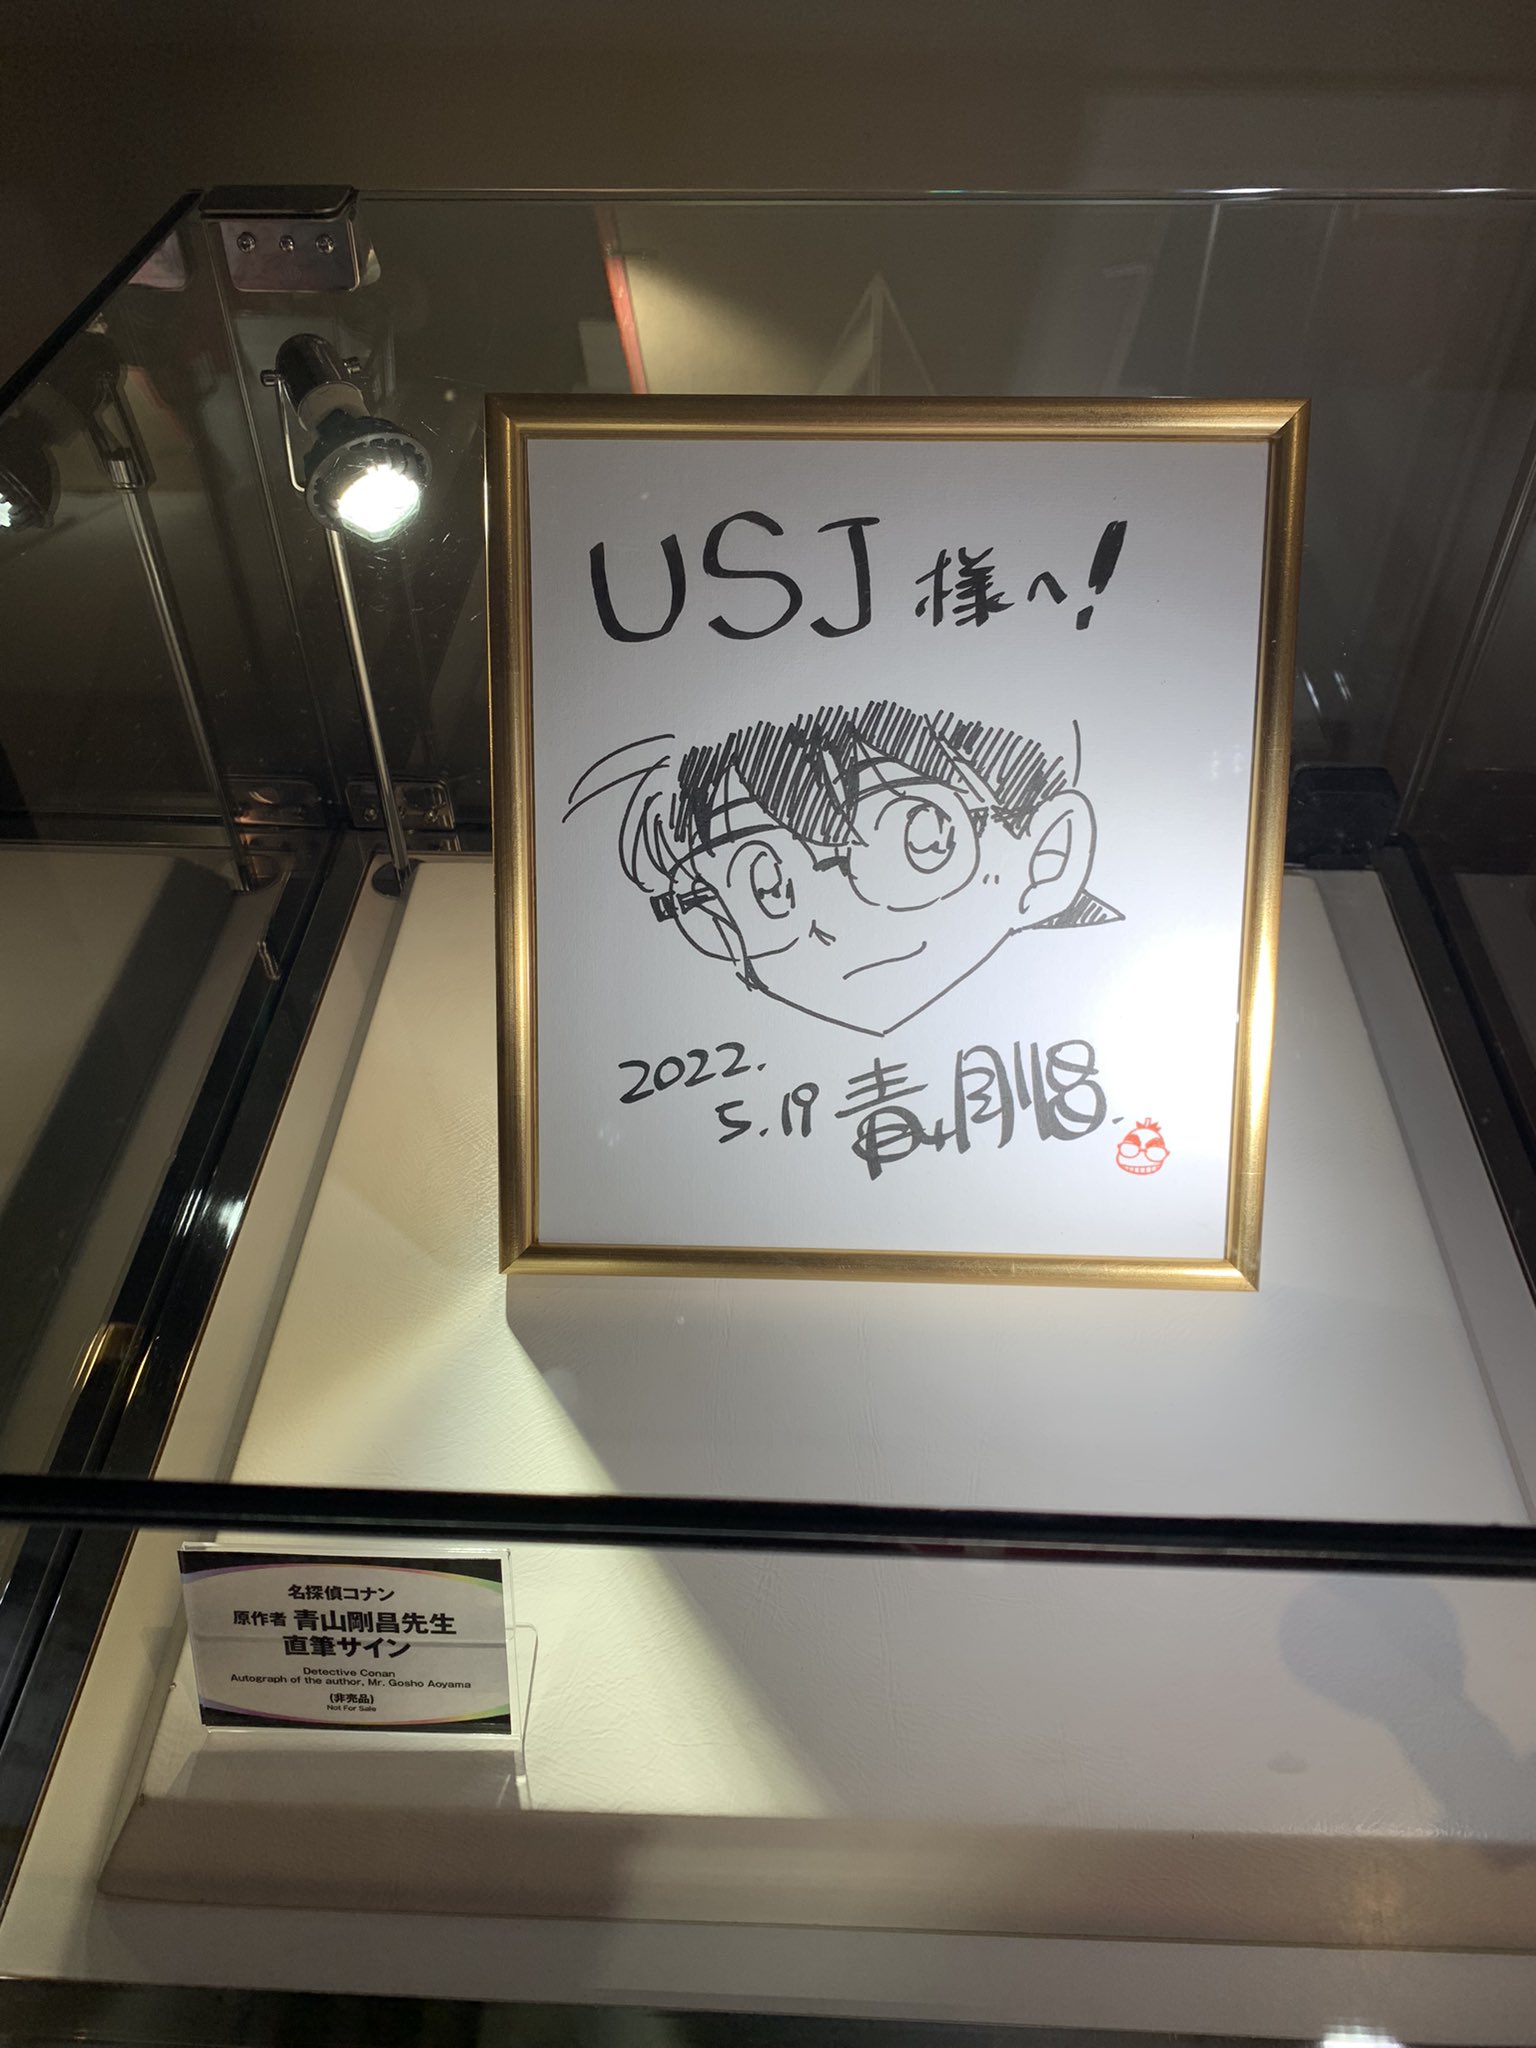 USJ様へ!
2022.
5.19 青山剛昌
名探偵コナン
原作者 青山剛昌先生
直筆サイン
Detective Conan
Autograph of the author, Mr. Gosho Aoyama
(非売品)
Not For Sale